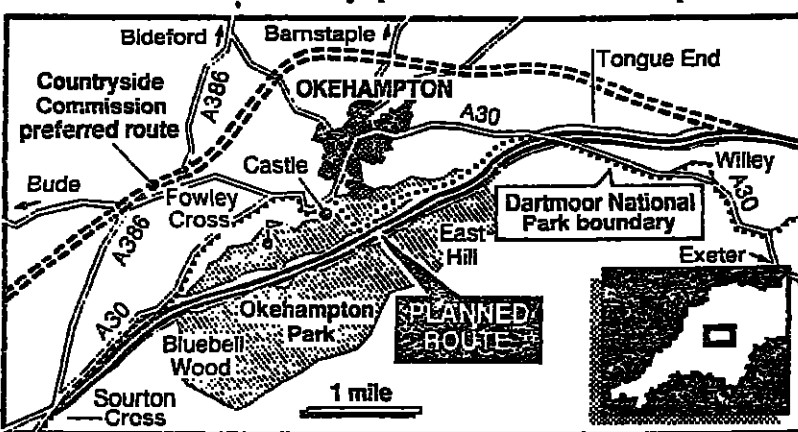 Bideford
Barnstaple
Tongue End
Countryside
Commission
preferred route
A386
OKEHAMPTON
A30
Castle
Willey
Bude
Fowley
Cross
Dartmoor National
Park boundary
A30
A386
East
Hill
Exeter
A30
Okehampton
Park
PLANNED
ROUTE
Bluebell
Wood
1 mile
Sourton
Cross